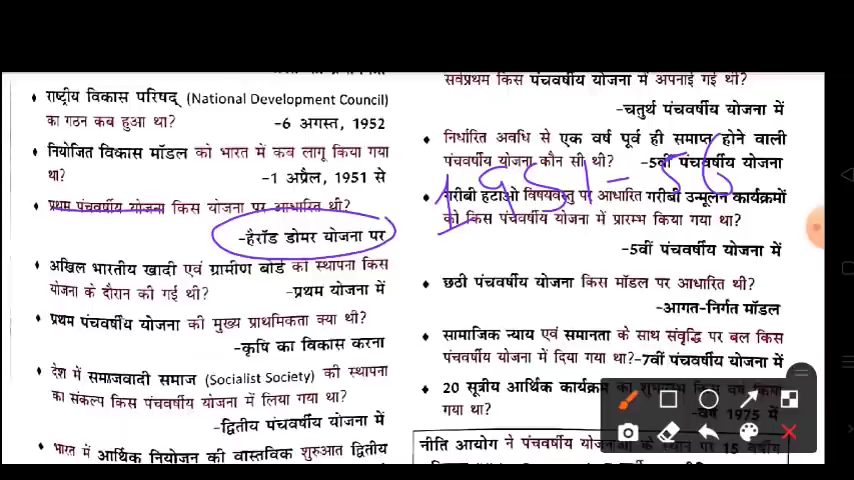 राष्ट्रीय विकास परिषद् (National Development Council)
का गठन कब हुआ था? -6 अगस्त, 1952
नियोजित विकास मॉडल को भारत में कब लागू किया गया
था? -1 अप्रैल, 1951 से
प्रथम पंचवर्षीय योजना किस योजना पर आधारित थी?
-हैरॉड डोमर योजना पर
अखिल भारतीय खादी एवं ग्रामीण बोर्ड की स्थापना किस
योजना के दौरान की गई थी? -प्रथम योजना में
प्रथम पंचवर्षीय योजना की मुख्य प्राथमिकता क्या थी?
-कृषि का विकास करना
देश में समाजवादी समाज (Socialist Society) की स्थापना
का संकल्प किस पंचवर्षीय योजना में लिया गया था?
-द्वितीय पंचवर्षीय योजना में
भारत में आर्थिक नियोजन की वास्तविक शुरुआत द्वितीय
सर्वप्रथम किस पंचवर्षीय योजना में अपनाई गई थी?
-चतुर्थ पंचवर्षीय योजना में
निर्धारित अवधि से एक वर्ष पूर्व ही समाप्त होने वाली
पंचवर्षीय योजना कौन सी थी? -5वीं पंचवर्षीय योजना
1951-56
गरीबी हटाओ विषयवस्तु पर आधारित गरीबी उन्मूलन कार्यक्रमों
को किस पंचवर्षीय योजना में प्रारम्भ किया गया था?
-5वीं पंचवर्षीय योजना में
छठी पंचवर्षीय योजना किस मॉडल पर आधारित थी?
-आगत-निर्गत मॉडल
सामाजिक न्याय एवं समानता के साथ संवृद्धि पर बल किस
पंचवर्षीय योजना में दिया गया था?-7वीं पंचवर्षीय योजना में
20 सूत्रीय आर्थिक कार्यक्रम का शुभारम्भ किस वर्ष किया
गया था? -वर्ष 1975 में
नीति आयोग ने पंचवर्षीय योजनाओं के स्थान पर 15 वर्षीय